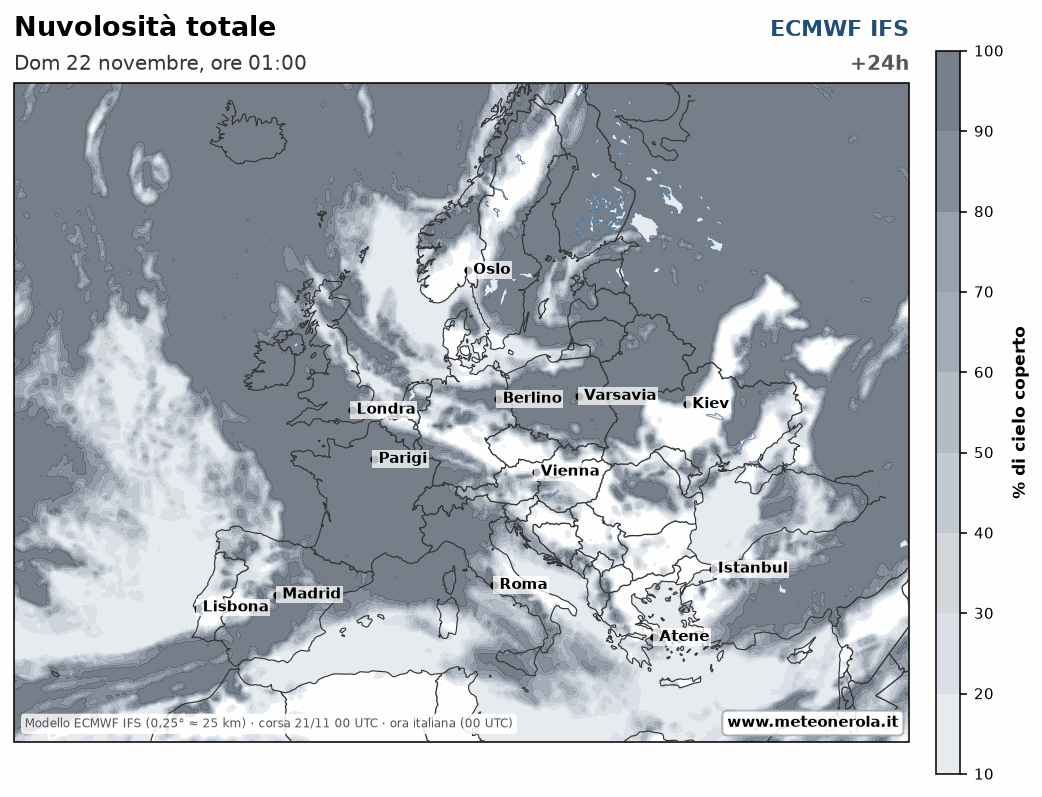 Nuvolosità totale
ECMWF IFS
Dom 22 novembre, ore 01:00
+24h
100
90
80
70
60
50
40
30
20
10
% di cielo coperto
Oslo
Berlino
Varsavia
Kiev
Londra
Parigi
Vienna
Istanbul
Roma
Madrid
Lisbona
Atene
Modello ECMWF IFS (0,25° ≈ 25 km) · corsa 21/11 00 UTC · ora italiana (00 UTC)
www.meteonerola.it